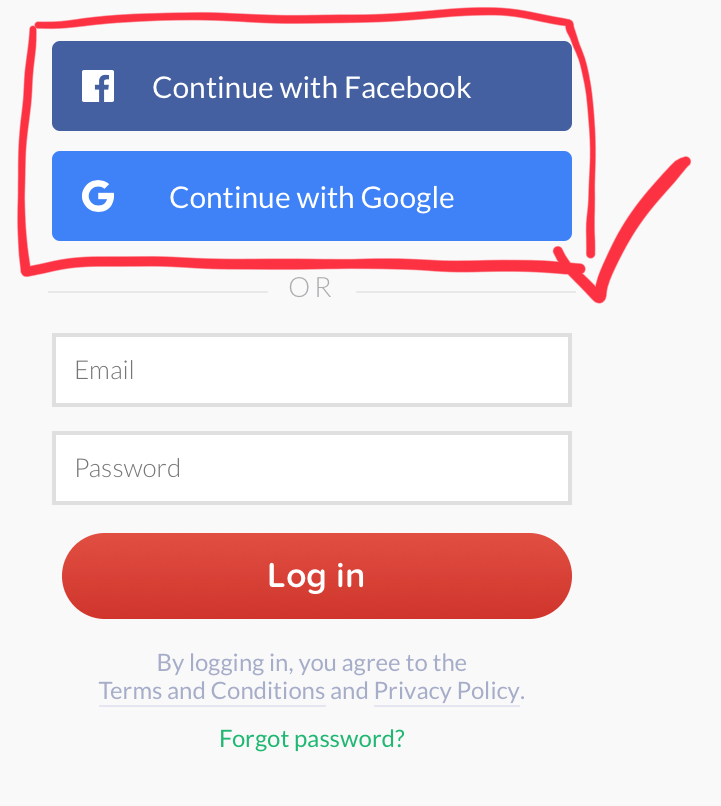 Continue with Facebook
Continue with Google
OR
Email
Password
Log in
By logging in, you agree to the
Terms and Conditions and Privacy Policy.
Forgot password?